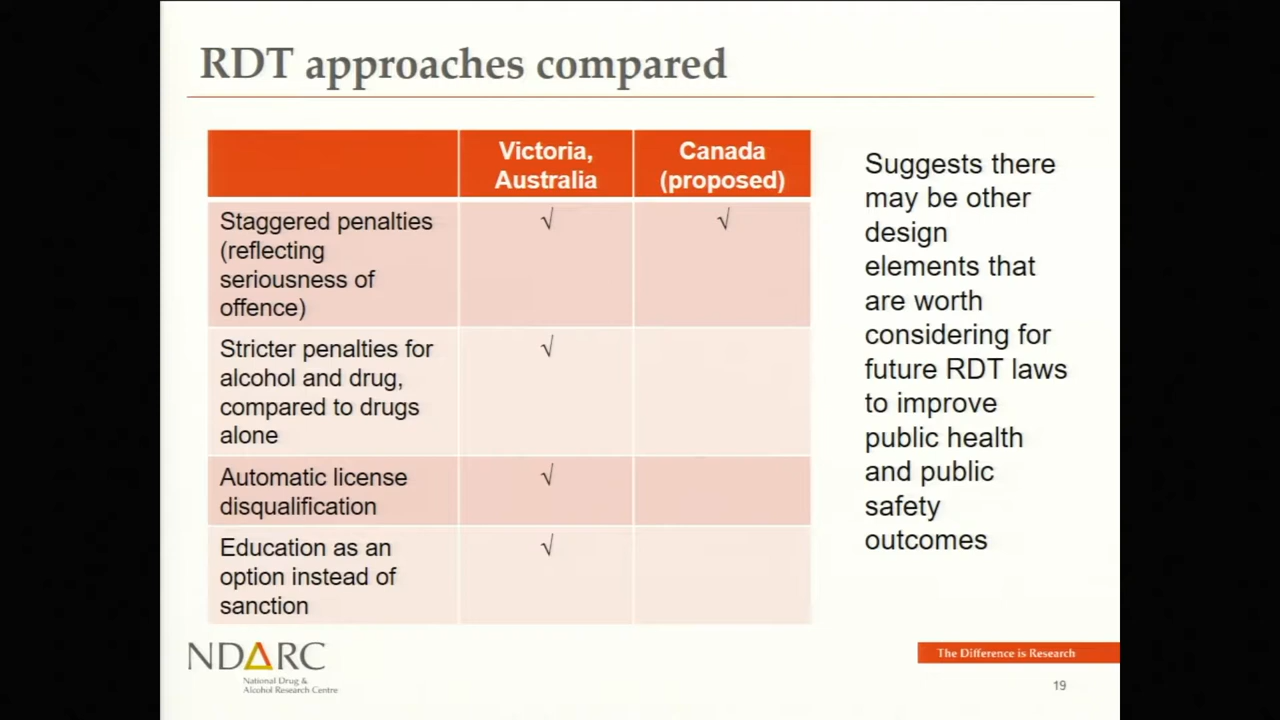 RDT approaches compared
Victoria,
Australia
Canada
(proposed)
Staggered penalties
(reflecting
seriousness of
offence)
√
√
Stricter penalties for
alcohol and drug,
compared to drugs
alone
√
Automatic license
disqualification
√
Education as an
option instead of
sanction
√
Suggests there
may be other
design
elements that
are worth
considering for
future RDT laws
to improve
public health
and public
safety
outcomes
NDARC
National Drug &
Alcohol Research Centre
The Difference is Research
19